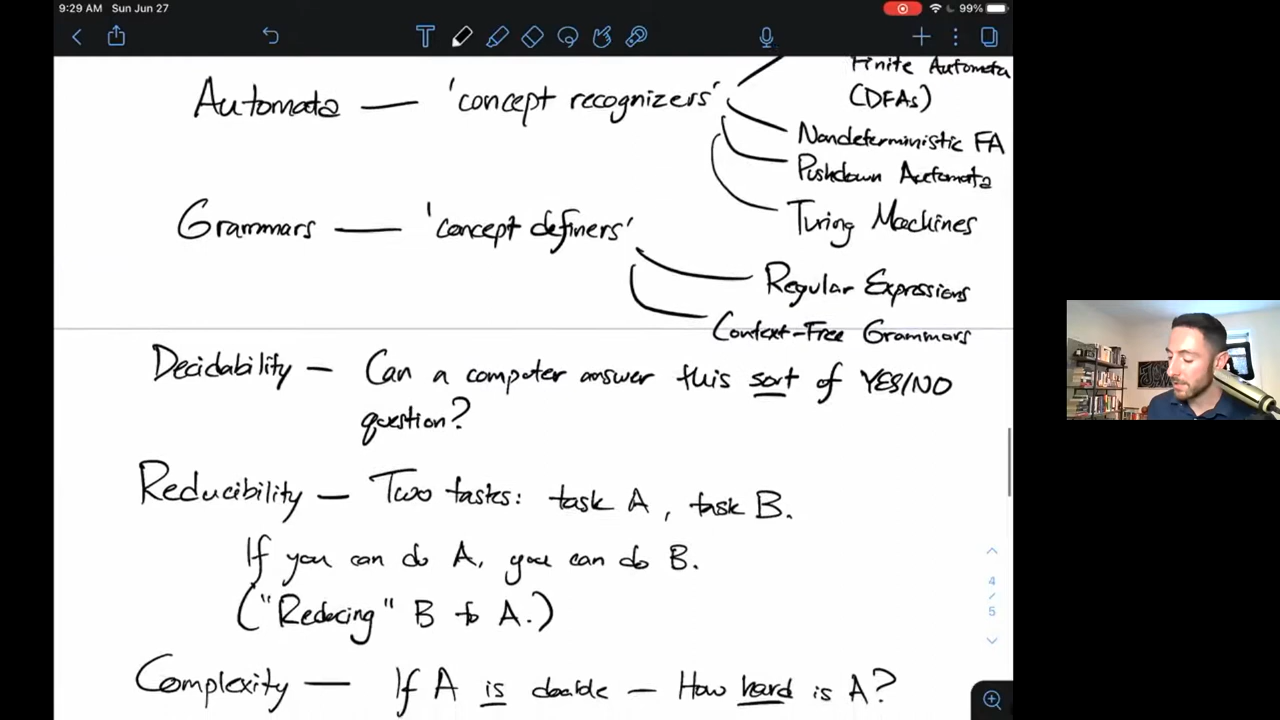 9:29 AM Sun Jun 27
99%
Finite Automata
(DFAs)
Automata — 'concept recognizers'
Nondeterministic FA
Pushdown Automata
Turing Machines
Grammars — 'concept definers'
Regular Expressions
Context-Free Grammars
Decidability — Can a computer answer this sort of YES/NO
question?
Reducibility — Two tasks: task A, task B.
If you can do A, you can do B.
("Reducing" B to A.)
4
/
5
Complexity — If A is doable — How hard is A?